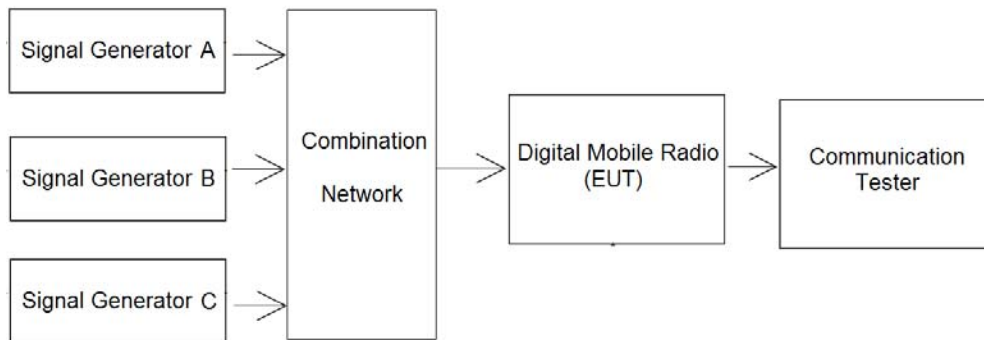 Signal Generator A
Signal Generator B
Signal Generator C
Combination
Network
Digital Mobile Radio
(EUT)
Communication
Tester